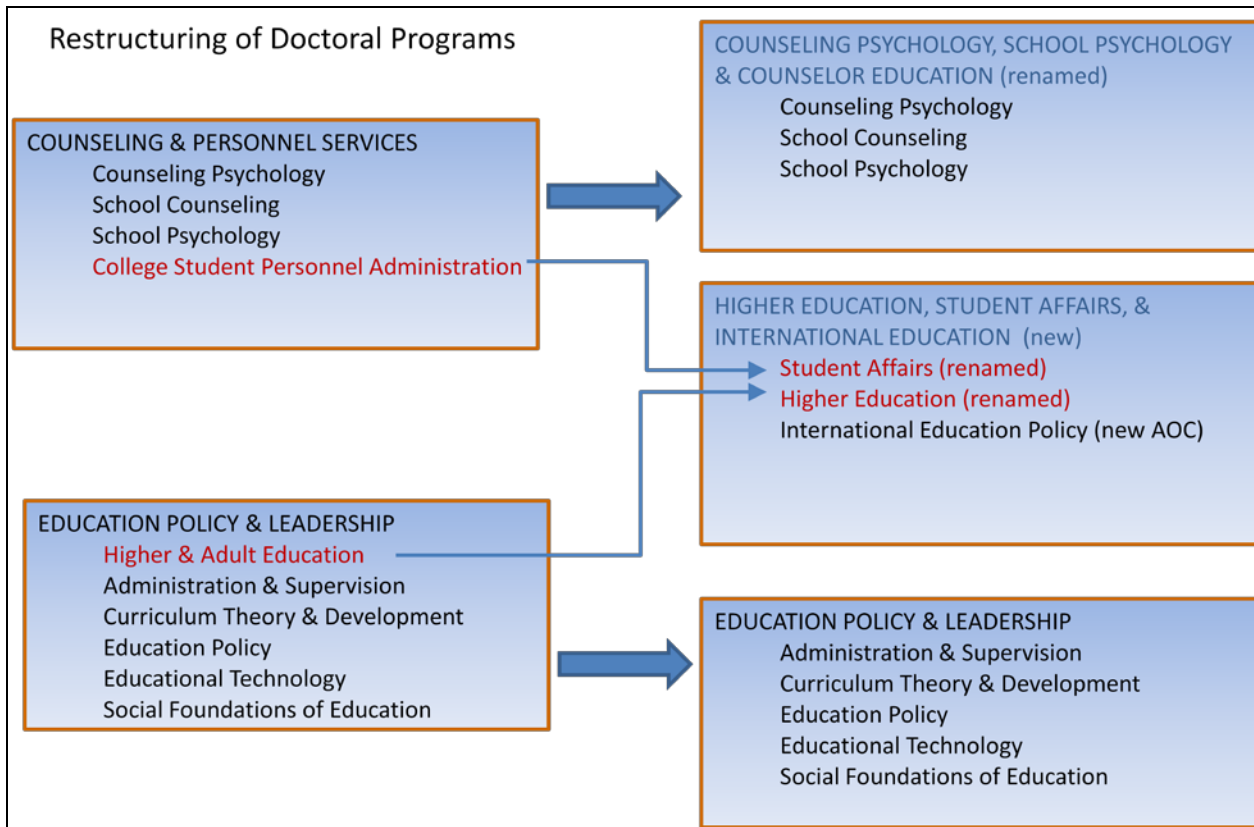 Restructuring of Doctoral Programs
COUNSELING & PERSONNEL SERVICES
Counseling Psychology
School Counseling
School Psychology
College Student Personnel Administration
EDUCATION POLICY & LEADERSHIP
Higher & Adult Education
Administration & Supervision
Curriculum Theory & Development
Education Policy
Educational Technology
Social Foundations of Education
COUNSELING PSYCHOLOGY, SCHOOL PSYCHOLOGY
& COUNSELOR EDUCATION (renamed)
Counseling Psychology
School Counseling
School Psychology
HIGHER EDUCATION, STUDENT AFFAIRS, &
INTERNATIONAL EDUCATION (new)
Student Affairs (renamed)
Higher Education (renamed)
International Education Policy (new AOC)
EDUCATION POLICY & LEADERSHIP
Administration & Supervision
Curriculum Theory & Development
Education Policy
Educational Technology
Social Foundations of Education